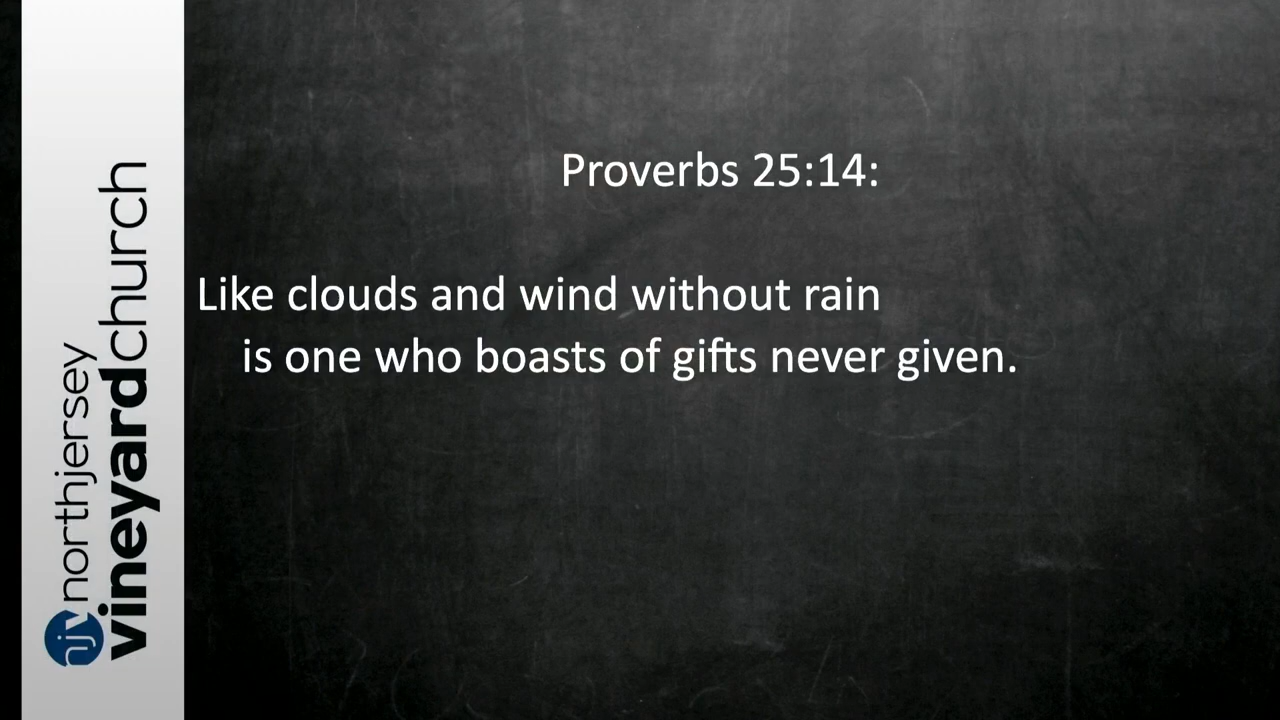 Proverbs 25:14:
Like clouds and wind without rain
is one who boasts of gifts never given.
njv northjersey
vineyardchurch